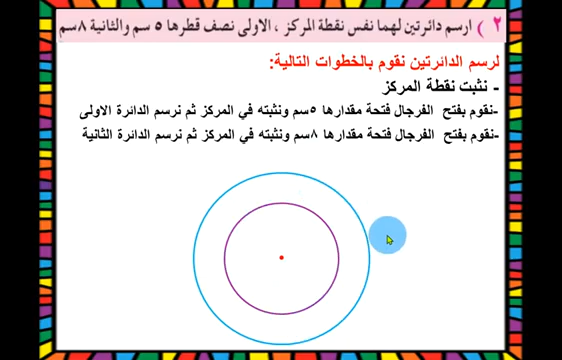 ٢ ) ارسم دائرتين لهما نفس نقطة المركز ، الاولى نصف قطرها ٥ سم والثانية ٨سم
لرسم الدائرتين نقوم بالخطوات التالية:
- نثبت نقطة المركز
-نقوم بفتح الفرجال فتحة مقدارها ٥سم ونثبته في المركز ثم نرسم الدائرة الاولى
-نقوم بفتح الفرجال فتحة مقدارها ٨سم ونثبته في المركز ثم نرسم الدائرة الثانية